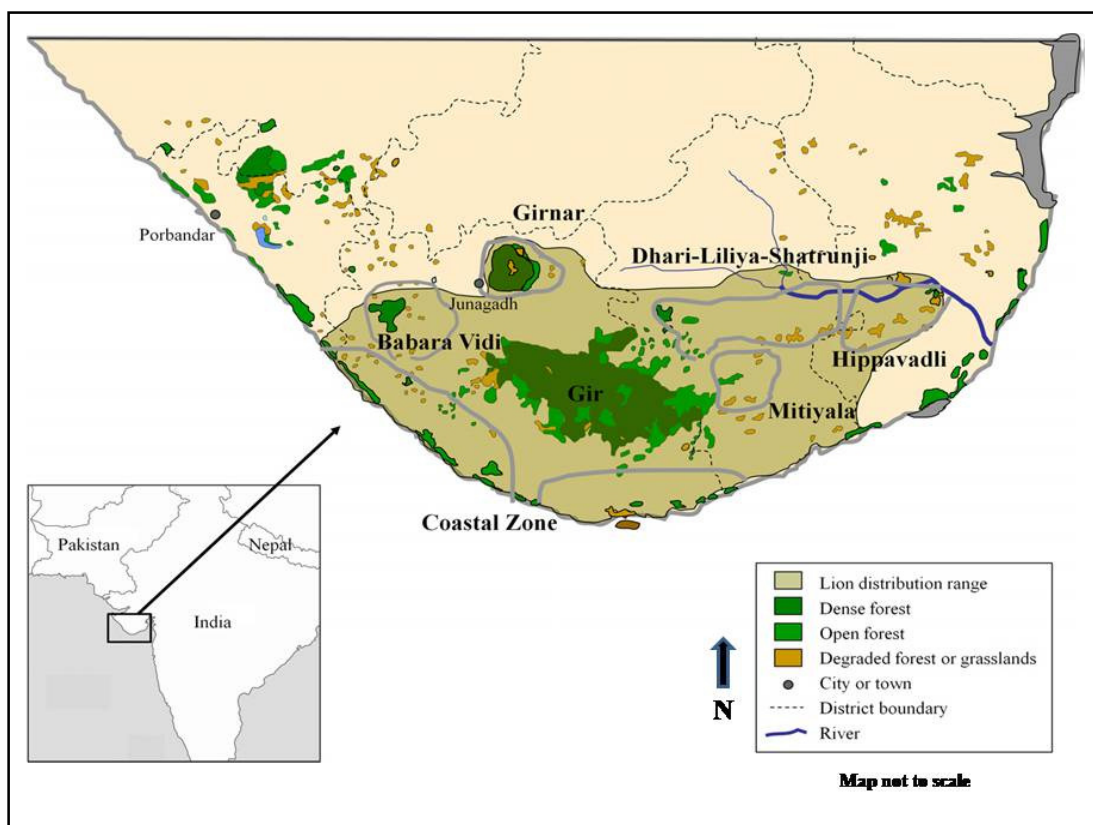 Girnar
Porbandar
Dhari-Liliya-Shatrunji
Junagadh
Babara Vidi
Hippavadli
Gir
Mitiyala
Coastal Zone
Pakistan
Nepal
India
N
Lion distribution range
Dense forest
Open forest
Degraded forest or grasslands
City or town
District boundary
River
Map not to scale